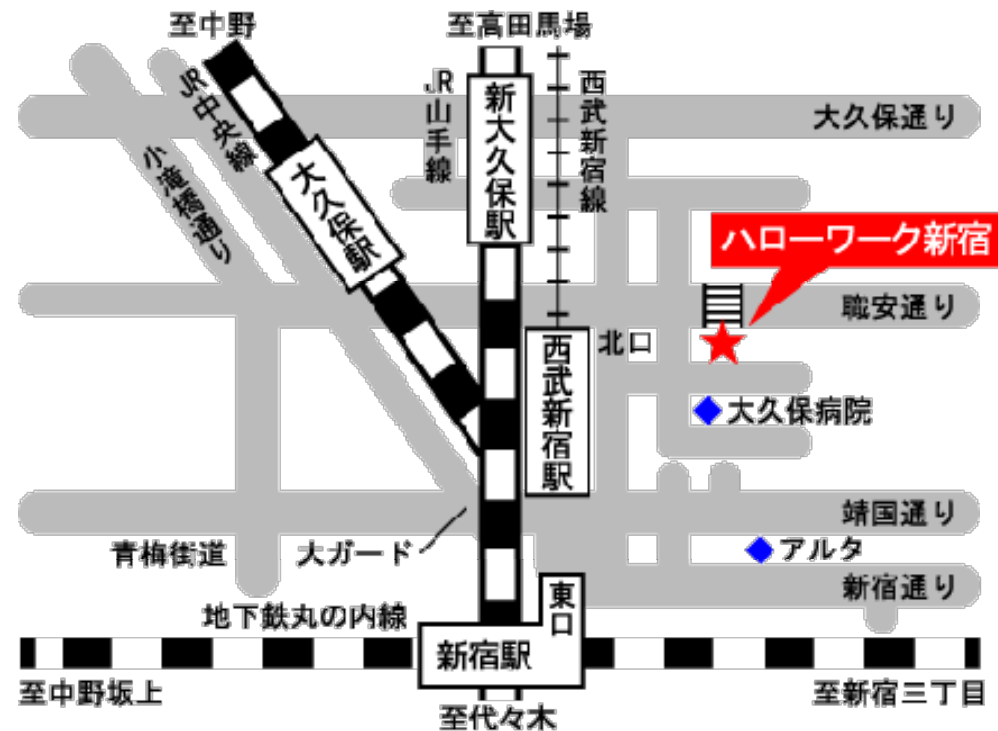 至中野
至高田馬場
JR中央線
JR山手線
西武新宿線
新大久保駅
大久保通り
小滝橋通り
大久保駅
ハローワーク新宿
職安通り
北口
西武新宿駅
大久保病院
靖国通り
青梅街道
大ガード
アルタ
新宿通り
東口
地下鉄丸の内線
新宿駅
至中野坂上
至新宿三丁目
至代々木